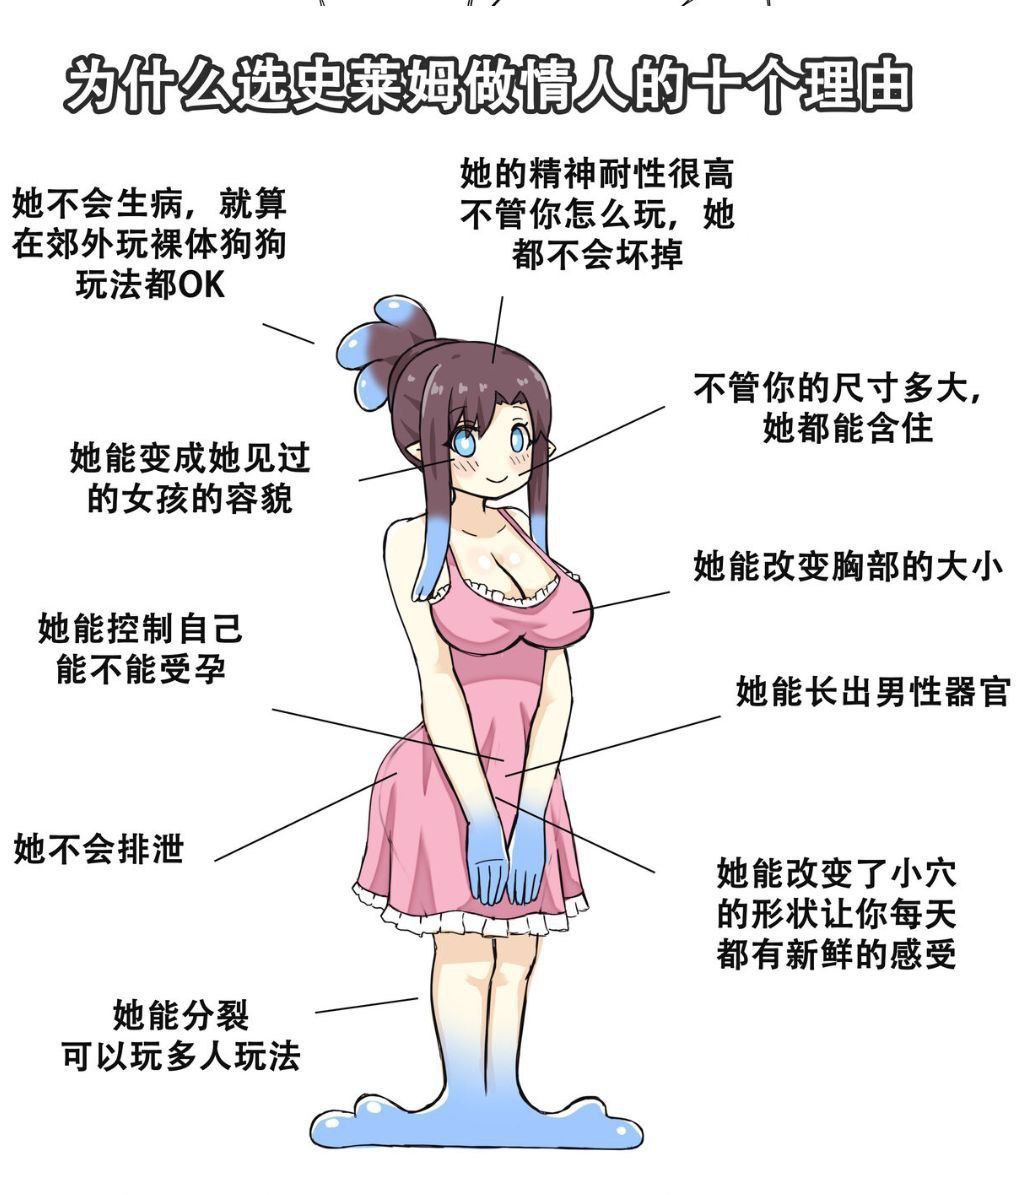 为什么选史莱姆做情人的十个理由
她不会生病，就算
在郊外玩裸体狗狗
玩法都OK
她的精神耐性很高
不管你怎么玩，她
都不会坏掉
不管你的尺寸多大，
她都能含住
她能变成她见过
的女孩的容貌
她能改变胸部的大小
她能控制自己
能不能受孕
她能长出男性器官
她不会排泄
她能改变了小穴
的形状让你每天
都有新鲜的感受
她能分裂
可以玩多人玩法